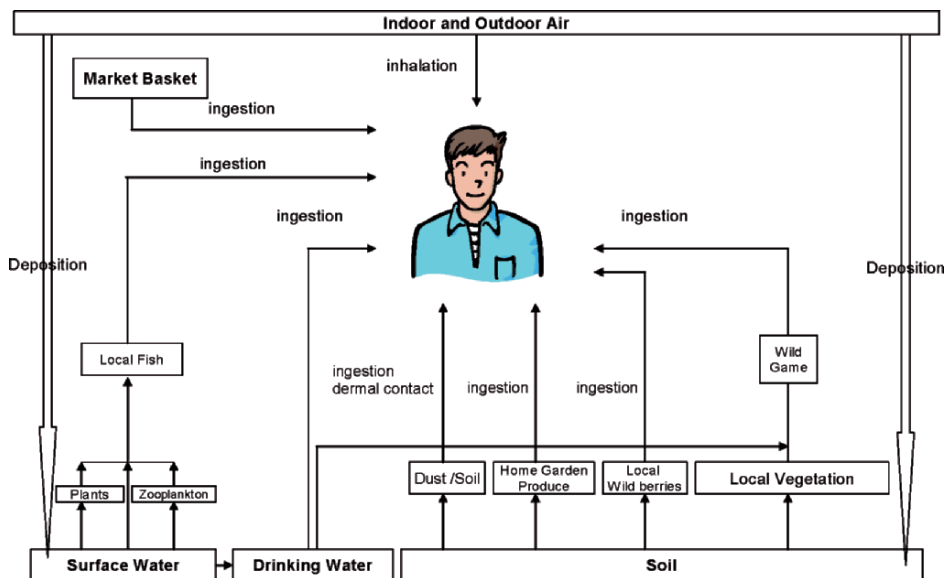 Indoor and Outdoor Air
inhalation
Market Basket
ingestion
ingestion
ingestion
ingestion
Deposition
Deposition
Local Fish
Wild
Game
ingestion
dermal contact
ingestion
ingestion
Plants
Zooplankton
Dust /Soil
Home Garden
Produce
Local
Wild berries
Local Vegetation
Surface Water
Drinking Water
Soil